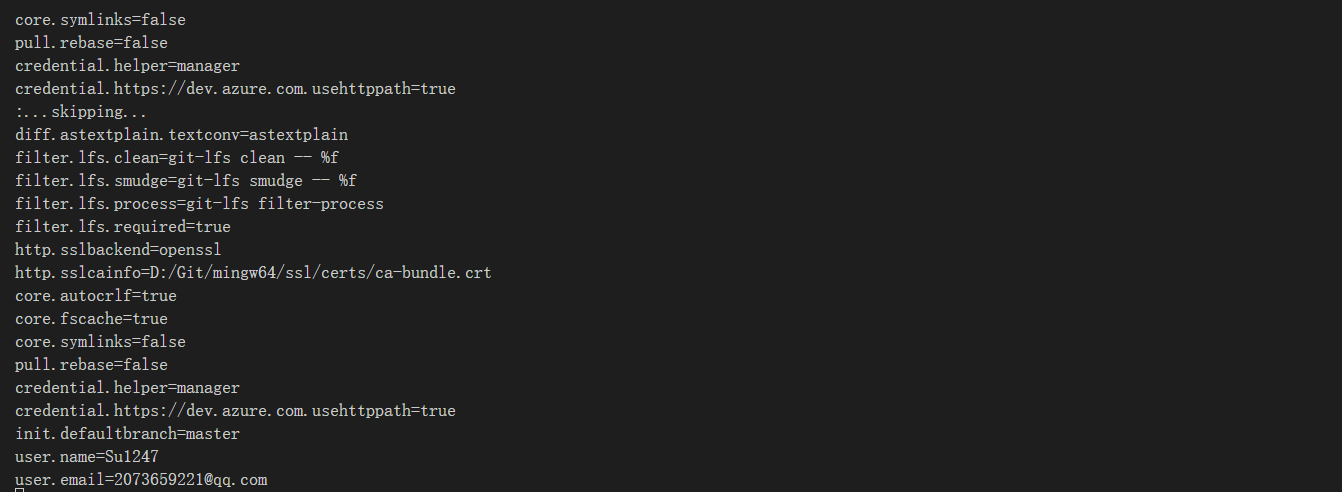 core.symlinks=false
pull.rebase=false
credential.helper=manager
credential.https://dev.azure.com.usehttppath=true
:...skipping...
diff.astextplain.textconv=astextplain
filter.lfs.clean=git-lfs clean -- %f
filter.lfs.smudge=git-lfs smudge -- %f
filter.lfs.process=git-lfs filter-process
filter.lfs.required=true
http.sslbackend=openssl
http.sslcainfo=D:/Git/mingw64/ssl/certs/ca-bundle.crt
core.autocrlf=true
core.fscache=true
core.symlinks=false
pull.rebase=false
credential.helper=manager
credential.https://dev.azure.com.usehttppath=true
init.defaultbranch=master
user.name=Su1247
user.email=2073659221@qq.com